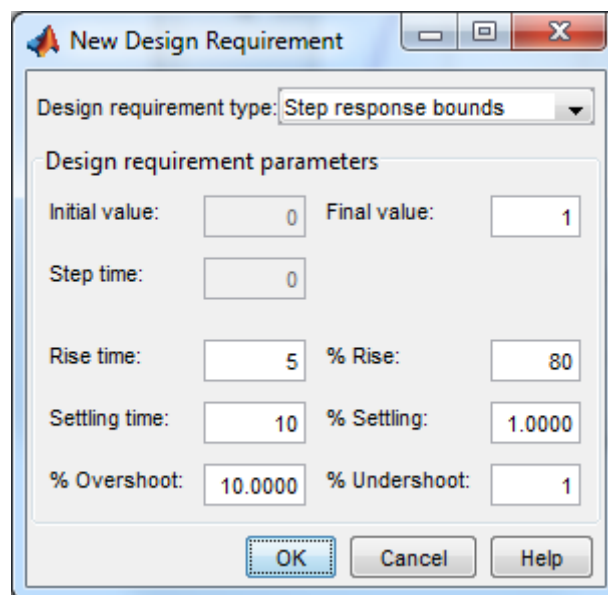 New Design Requirement
Design requirement type: Step response bounds
Design requirement parameters
Initial value: 0 Final value: 1
Step time: 0
Rise time: 5 % Rise: 80
Settling time: 10 % Settling: 1.0000
% Overshoot: 10.0000 % Undershoot: 1
OK Cancel Help